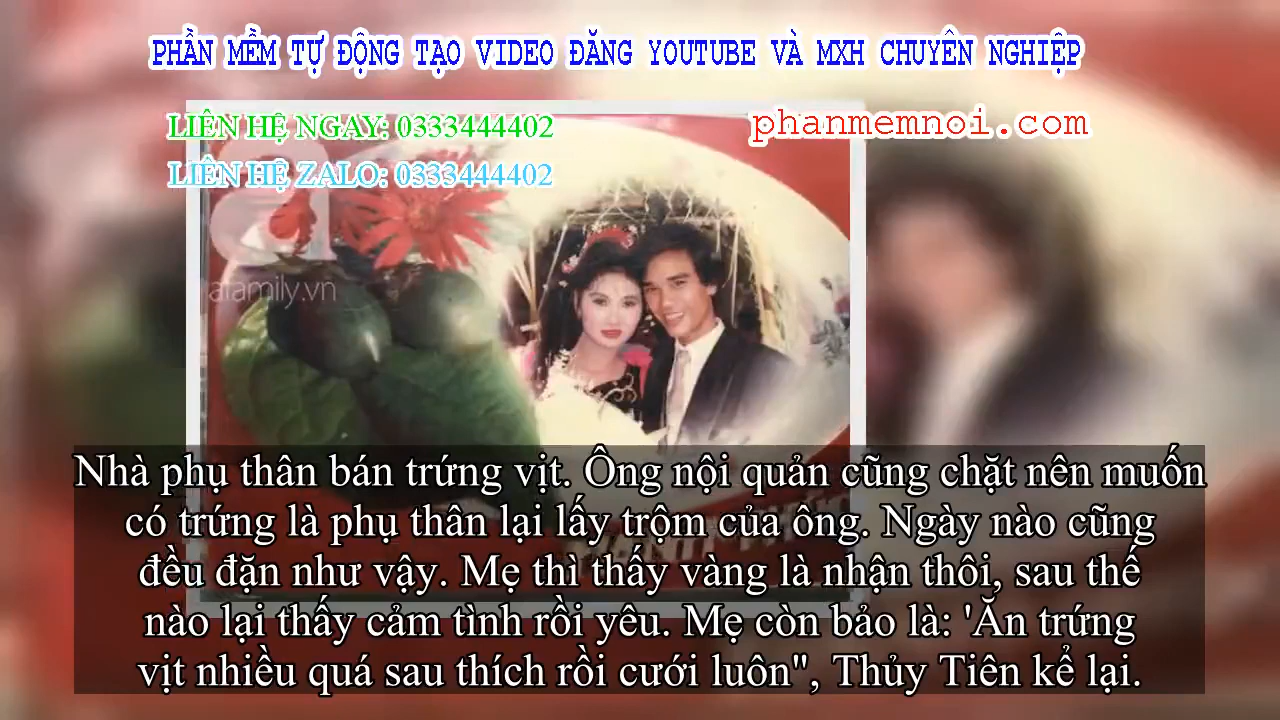 PHẦN MỀM TỰ ĐỘNG TẠO VIDEO ĐĂNG YOUTUBE VÀ MXH CHUYÊN NGHIỆP
LIÊN HỆ NGAY: 0333444402
phanmemnoi.com
LIÊN HỆ ZALO: 0333444402
afamily.vn
Nhà phụ thân bán trứng vịt. Ông nội quản cũng chặt nên muốn
có trứng là phụ thân lại lấy trộm của ông. Ngày nào cũng
đều đặn như vậy. Mẹ thì thấy vàng là nhận thôi, sau thế
nào lại thấy cảm tình rồi yêu. Mẹ còn bảo là: 'Ăn trứng
vịt nhiều quá sau thích rồi cưới luôn", Thủy Tiên kể lại.